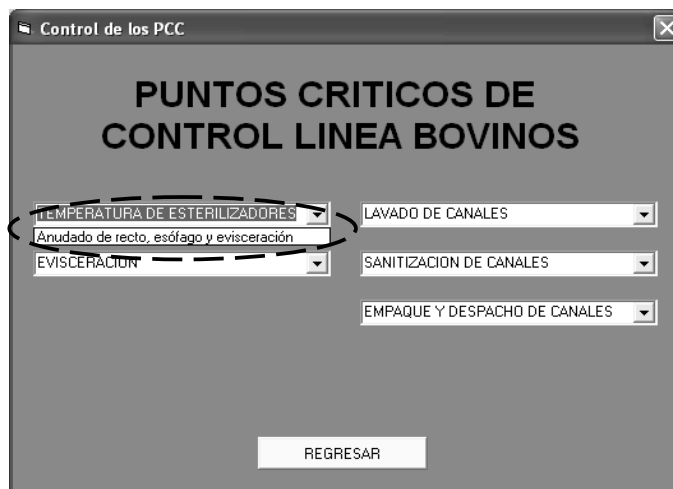 Control de los PCC
PUNTOS CRITICOS DE
CONTROL LINEA BOVINOS
TEMPERATURA DE ESTERILIZADORES
Anudado de recto, esófago y evisceración
EVISCERACION
LAVADO DE CANALES
SANITIZACION DE CANALES
EMPAQUE Y DESPACHO DE CANALES
REGRESAR